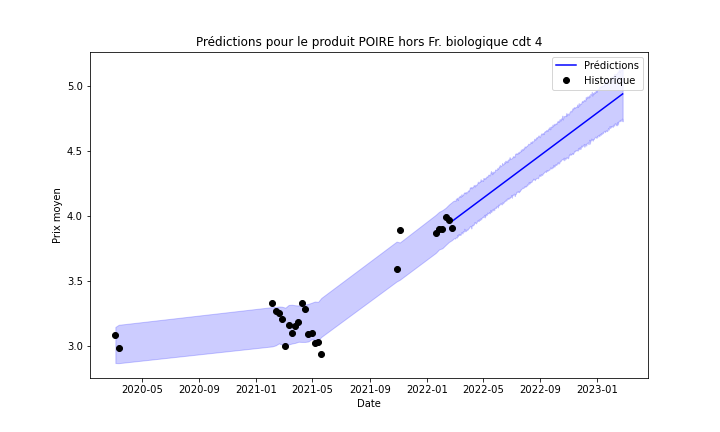 Prédictions pour le produit POIRE hors Fr. biologique cdt 4
Prédictions
Historique
5.0
4.5
4.0
3.5
3.0
Prix moyen
2020-05 2020-09 2021-01 2021-05 2021-09 2022-01 2022-05 2022-09 2023-01
Date